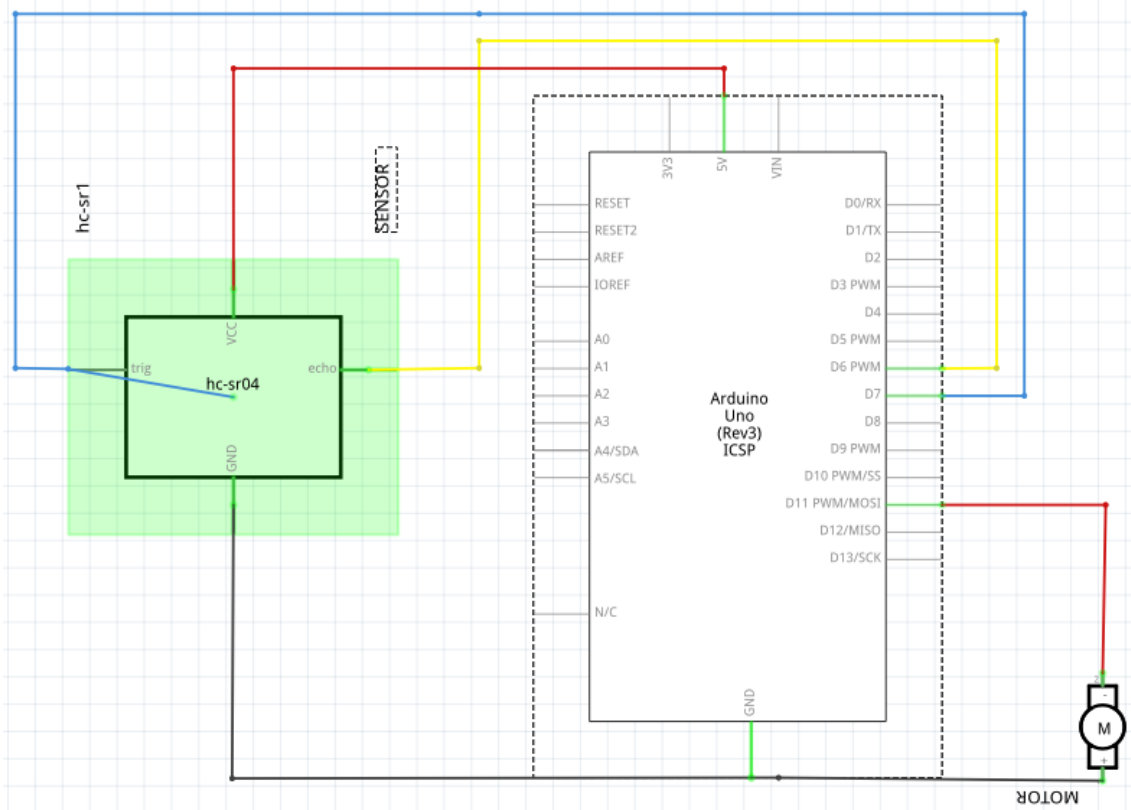 hc-sr1
SENSOR
VCC
trig
echo
hc-sr04
GND
3V3
5V
VIN
RESET
RESET2
AREF
IOREF
A0
A1
A2
A3
A4/SDA
A5/SCL
N/C
Arduino
Uno
(Rev3)
ICSP
D0/RX
D1/TX
D2
D3 PWM
D4
D5 PWM
D6 PWM
D7
D8
D9 PWM
D10 PWM/SS
D11 PWM/MOSI
D12/MISO
D13/SCK
GND
-
M
+
MOTOR